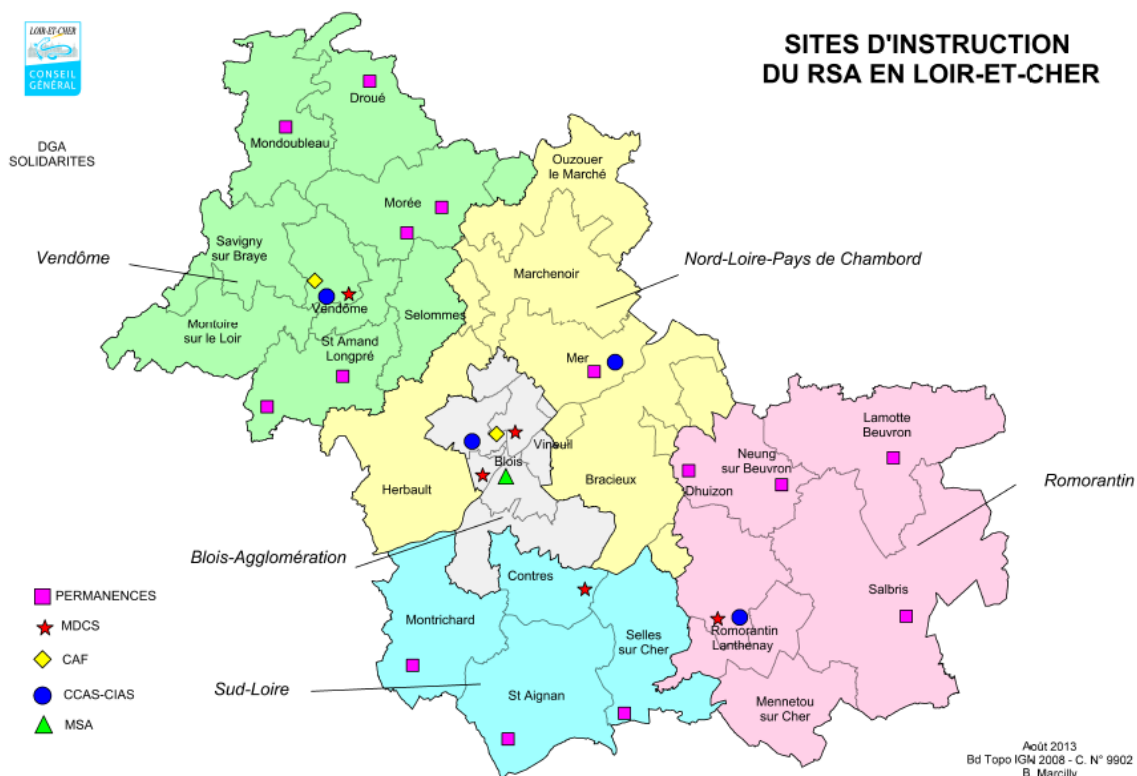 LOIR-ET-CHER
CONSEIL
GÉNÉRAL
SITES D'INSTRUCTION
DU RSA EN LOIR-ET-CHER
DGA
SOLIDARITES
Droué
Mondoubleau
Ouzouer
le Marché
Morée
Savigny
sur Braye
Vendôme
Nord-Loire-Pays de Chambord
Marchenoir
Vendôme
Selommes
Montoire
sur le Loir
St Amand
Longpré
Mer
Lamotte
Beuvron
Vineuil
Neung
sur Beuvron
Blois
Herbault
Bracieux
Dhuizon
Romorantin
Blois-Agglomération
Contres
Salbris
PERMANENCES
MDCS
CAF
CCAS-CIAS
MSA
Montrichard
Selles
sur Cher
Romorantin
Lanthenay
Sud-Loire
St Aignan
Mennetou
sur Cher
Août 2013
Bd Topo IGN 2008 - C. N° 9902
B. Marcilly